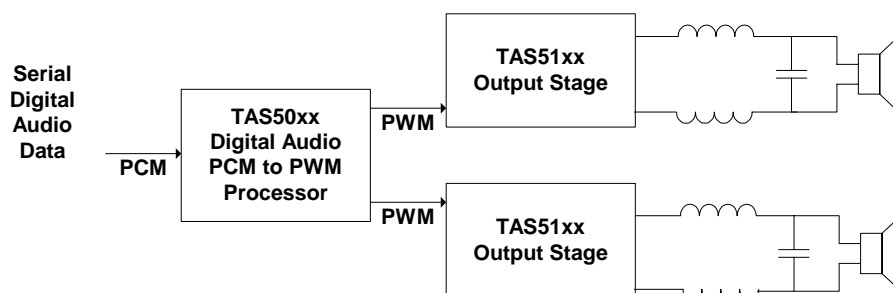 Serial
Digital
Audio
Data
PCM
TAS50xx
Digital Audio
PCM to PWM
Processor
PWM
PWM
TAS51xx
Output Stage
TAS51xx
Output Stage